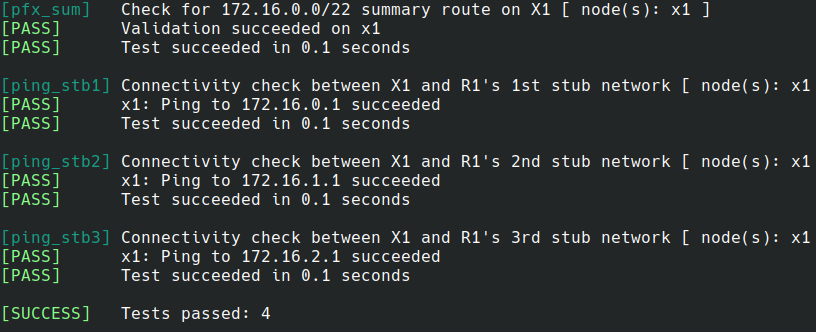 [pfx_sum]   Check for 172.16.0.0/22 summary route on X1 [ node(s): x1 ]
[PASS]      Validation succeeded on x1
[PASS]      Test succeeded in 0.1 seconds

[ping_stb1] Connectivity check between X1 and R1's 1st stub network [ node(s): x1
[PASS]      x1: Ping to 172.16.0.1 succeeded
[PASS]      Test succeeded in 0.1 seconds

[ping_stb2] Connectivity check between X1 and R1's 2nd stub network [ node(s): x1
[PASS]      x1: Ping to 172.16.1.1 succeeded
[PASS]      Test succeeded in 0.1 seconds

[ping_stb3] Connectivity check between X1 and R1's 3rd stub network [ node(s): x1
[PASS]      x1: Ping to 172.16.2.1 succeeded
[PASS]      Test succeeded in 0.1 seconds

[SUCCESS]   Tests passed: 4